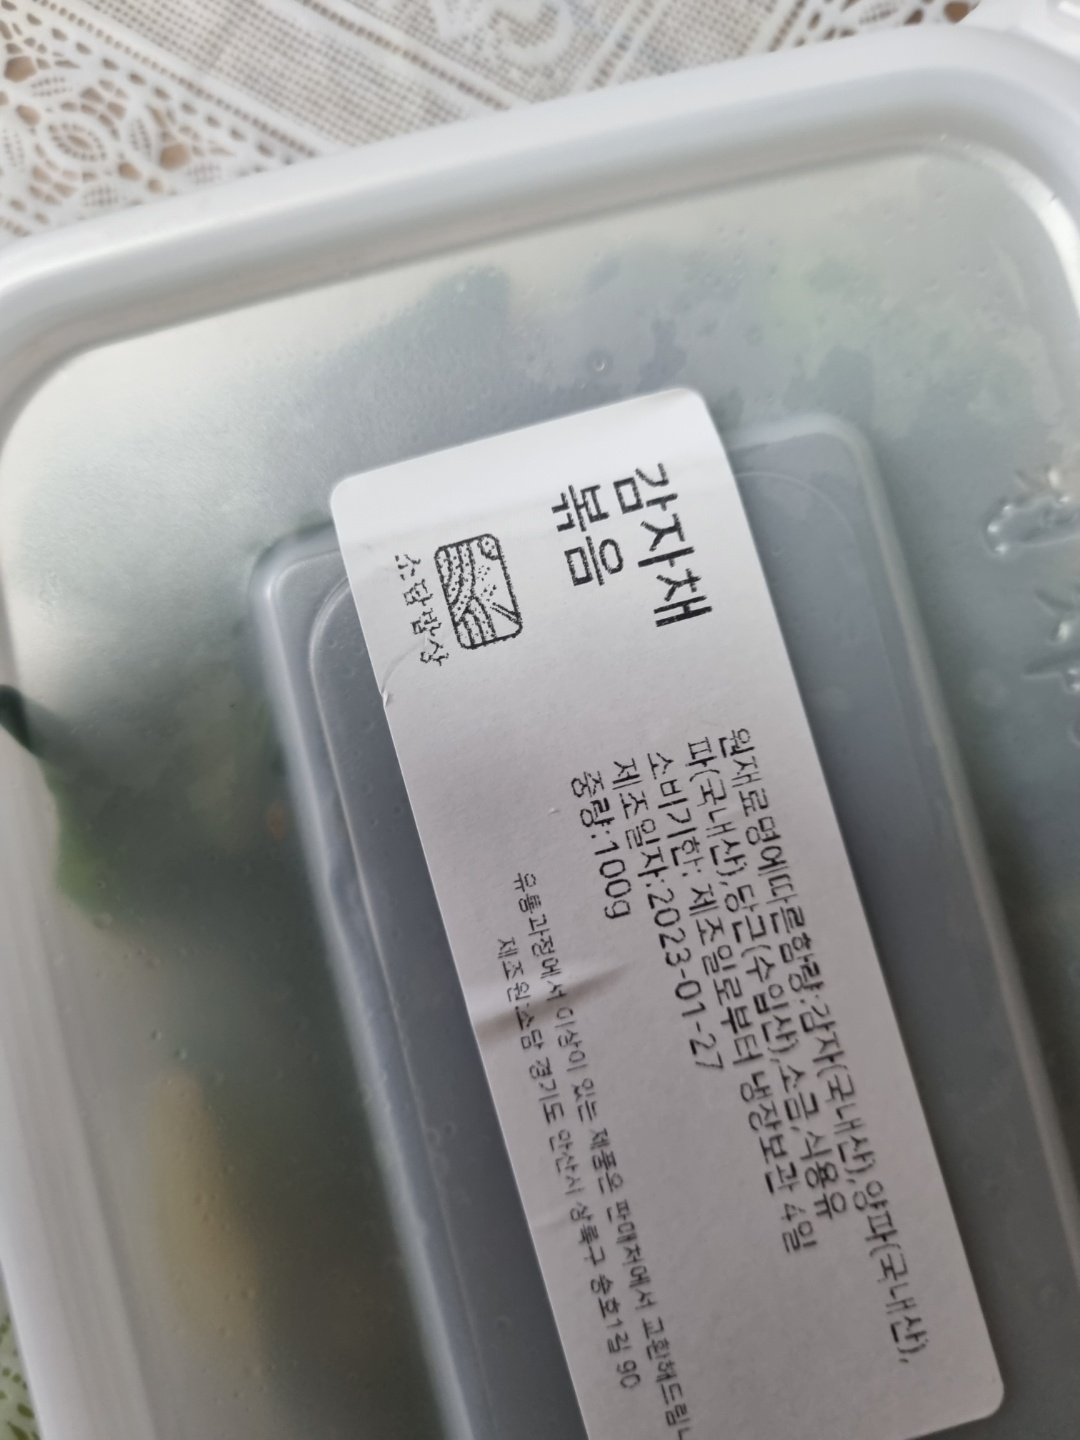 감자채
볶음
소담밥상
원재료명에따른함량:감자(국내산),양파(국내산),
파(국내산),당근(수입산),소금,식용유
소비기한: 제조일로부터 냉장보관 4일
제조일자:2023-01-27
중량:100g
유통과정에서 이상이 있는 제품은 판매처에서 교환해드립니
제조원:소담 경기도 안산시 상록구 송호1길 90